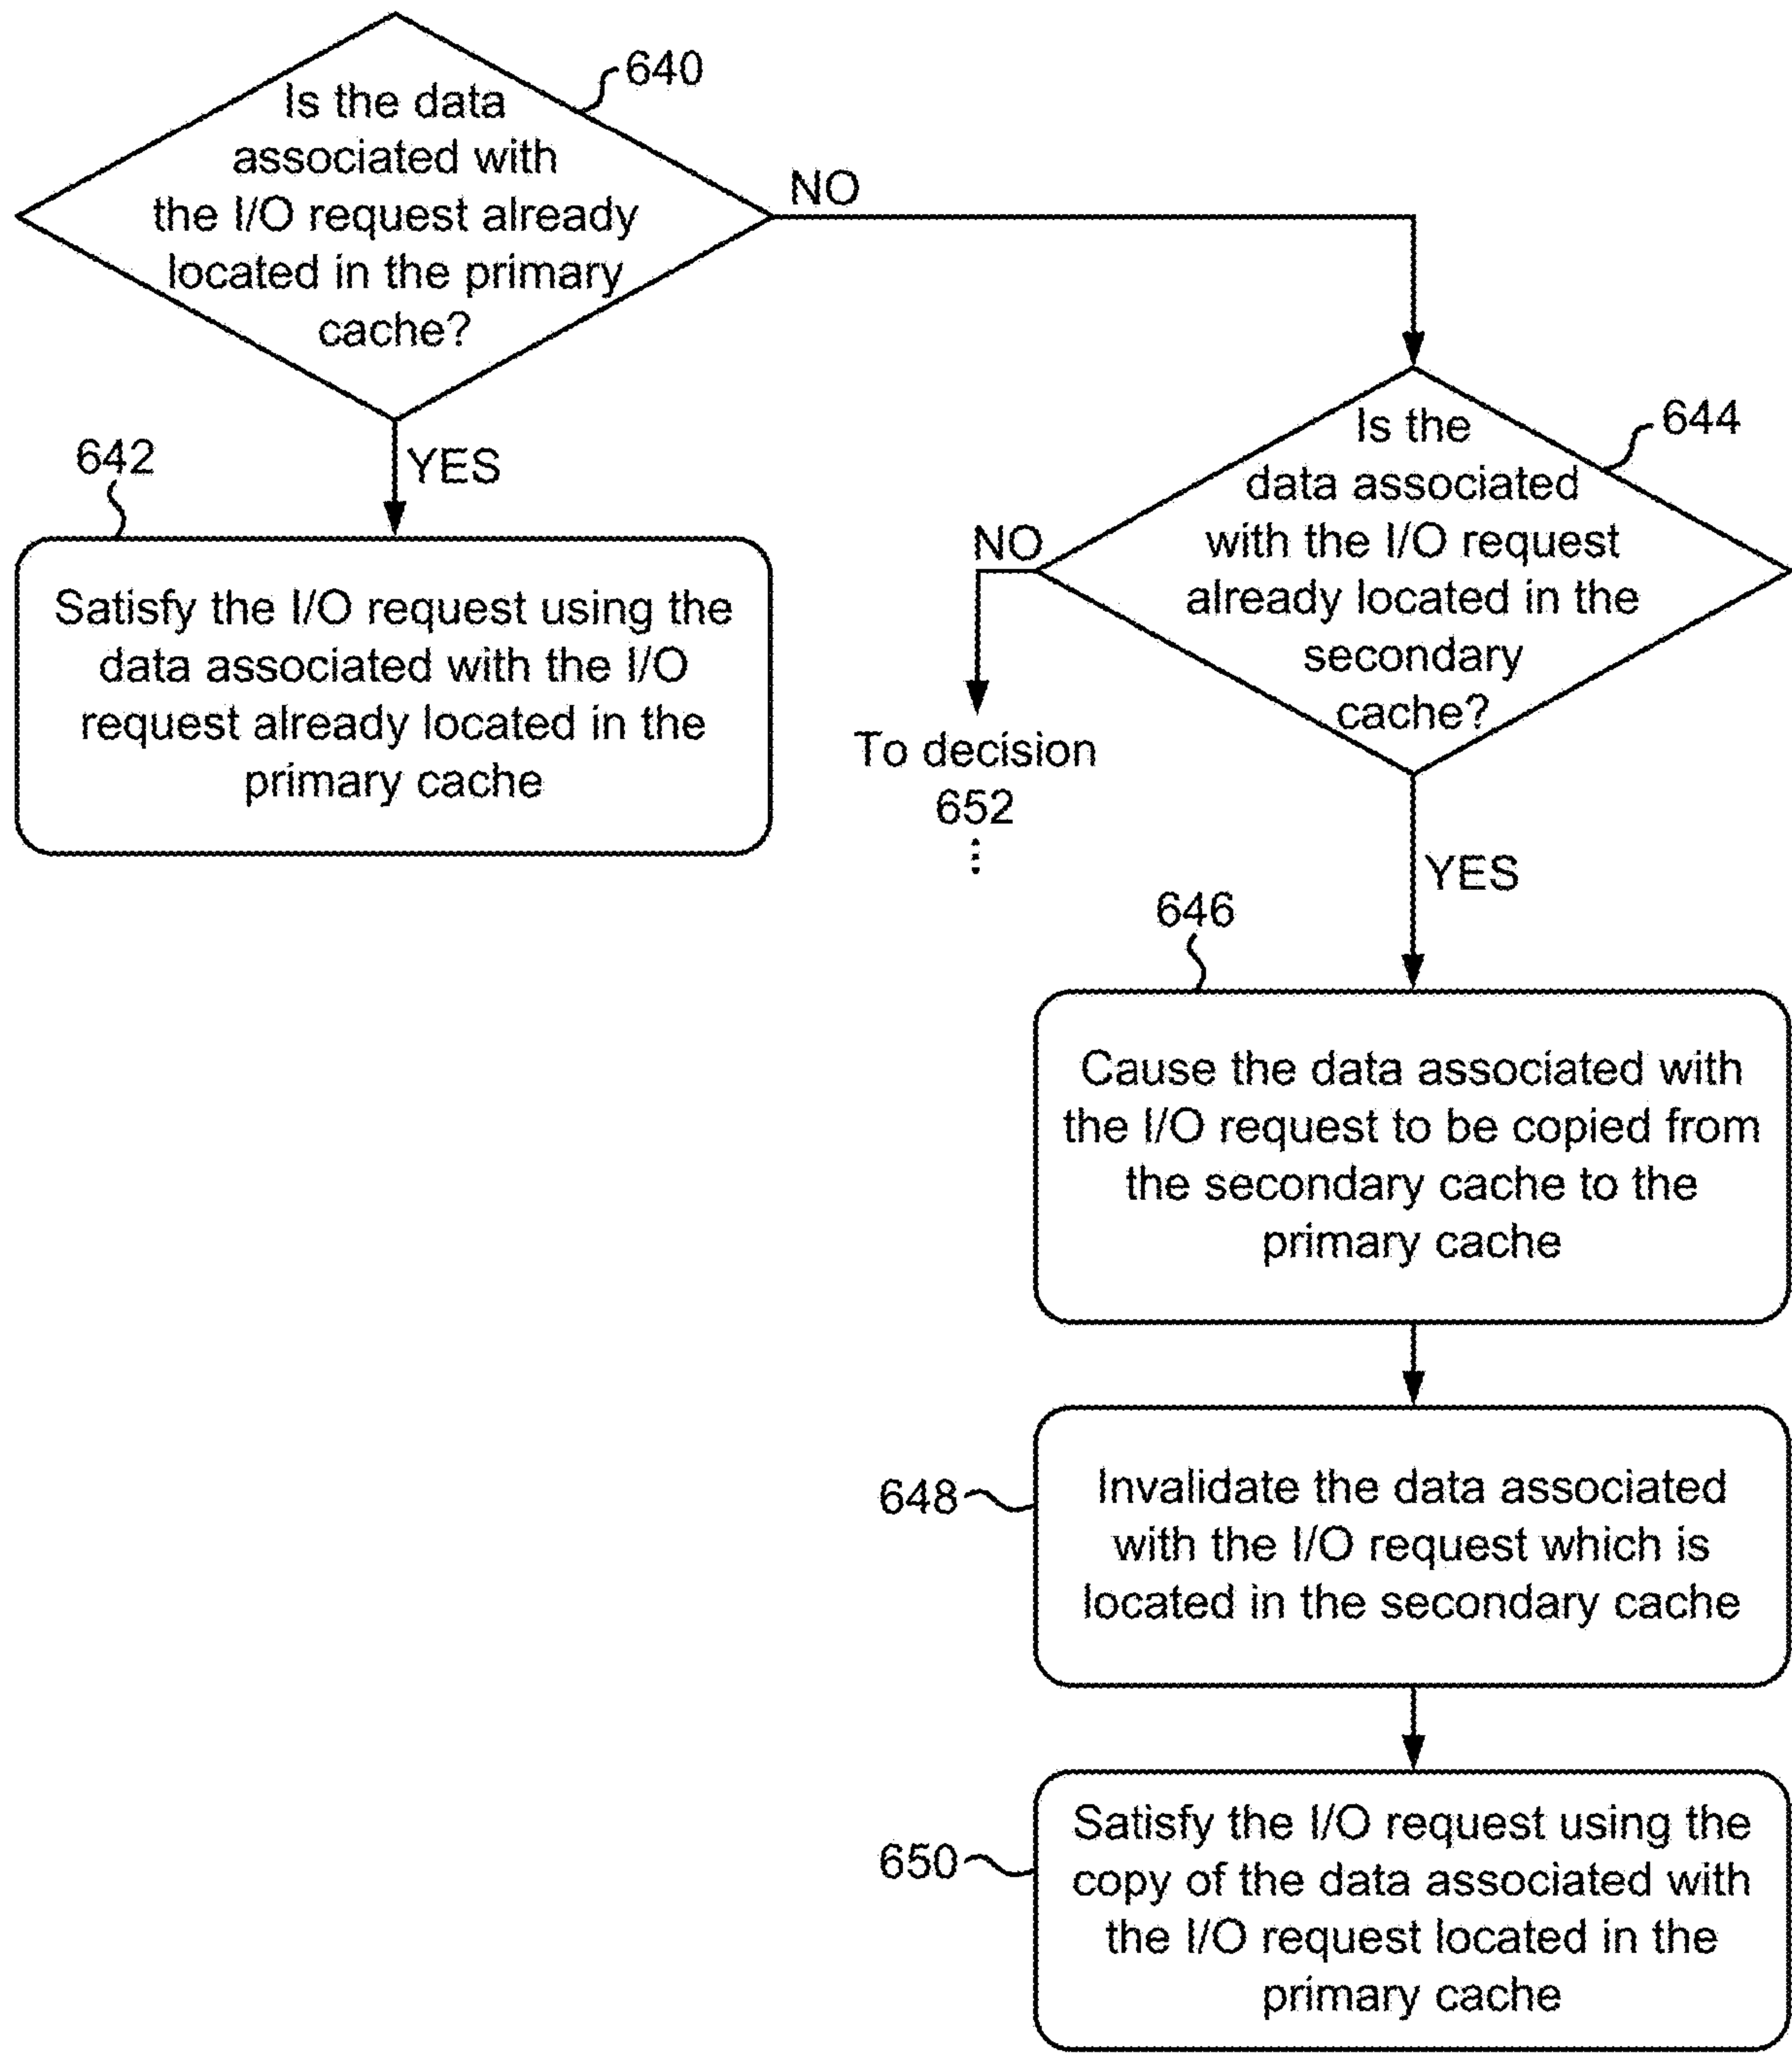 640
Is the data
associated with
the I/O request already
located in the primary
cache?
NO
YES
642
Satisfy the I/O request using the
data associated with the I/O
request already located in the
primary cache
644
Is the
data associated
with the I/O request
already located in the
secondary
cache?
NO
To decision
652
YES
646
Cause the data associated with
the I/O request to be copied from
the secondary cache to the
primary cache
648
Invalidate the data associated
with the I/O request which is
located in the secondary cache
650
Satisfy the I/O request using the
copy of the data associated with
the I/O request located in the
primary cache